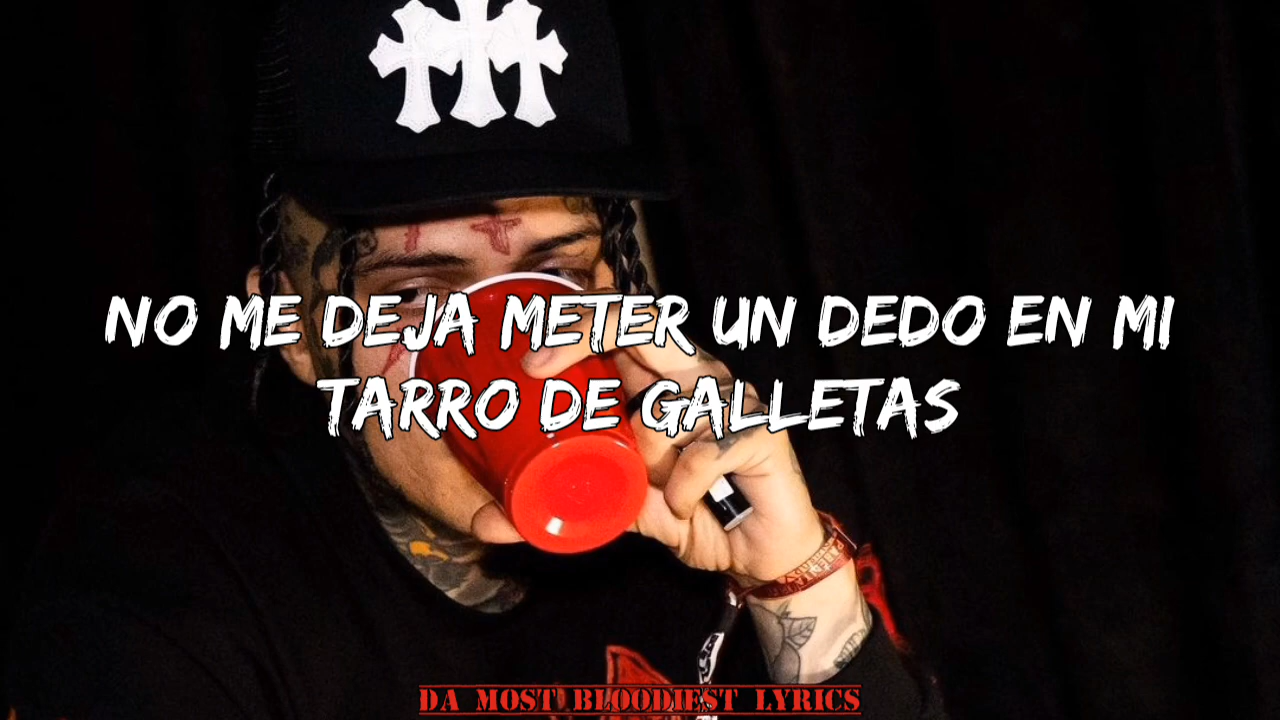 NO ME DEJA METER UN DEDO EN MI
TARRO DE GALLETAS
DA MOST BLOODIEST LYRICS